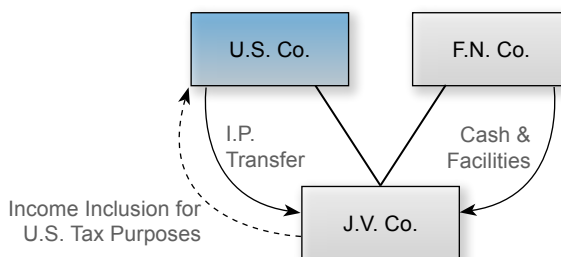 U.S. Co.
F.N. Co.
I.P.
Transfer
Cash &
Facilities
Income Inclusion for
U.S. Tax Purposes
J.V. Co.